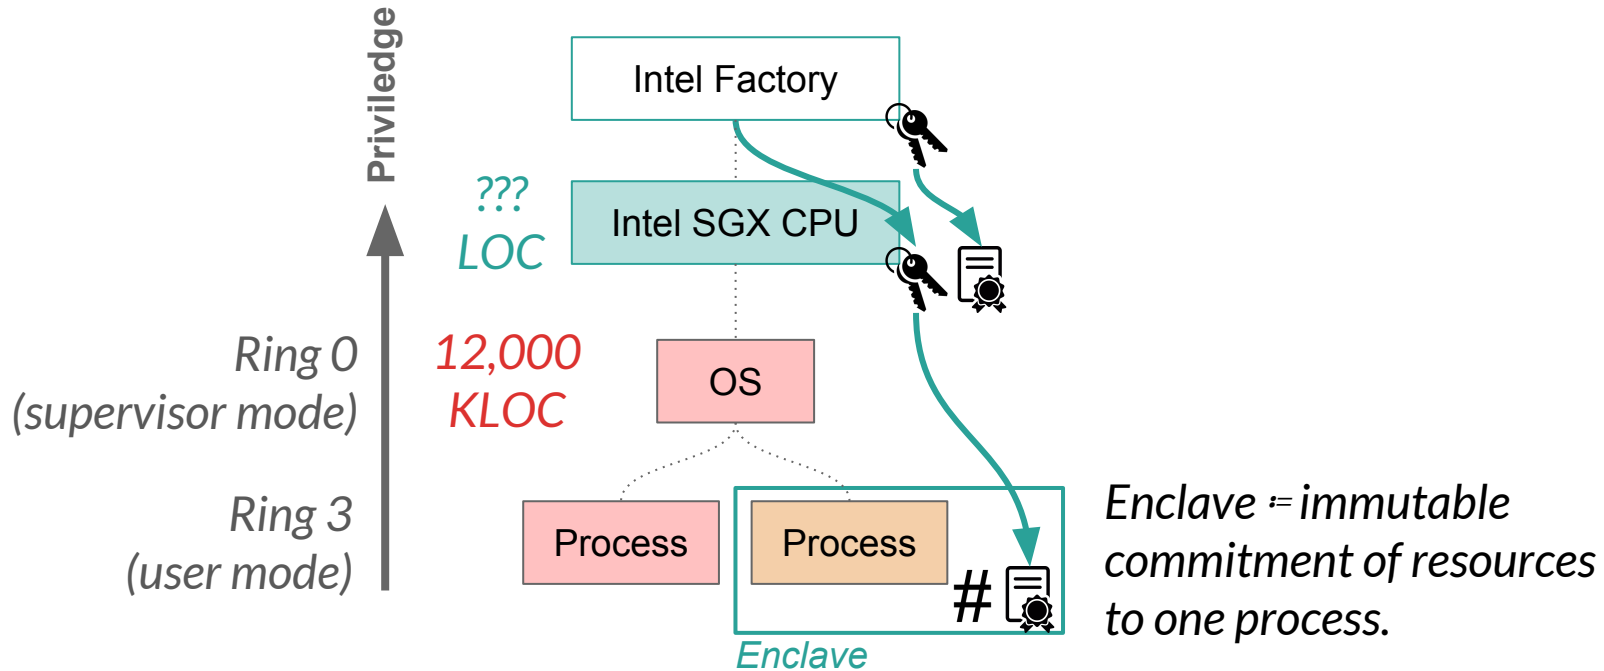 Priviledge
Intel Factory
???
LOC
Intel SGX CPU
Ring 0
(supervisor mode)
12,000
KLOC
OS
Ring 3
(user mode)
Process
Process
#
Enclave
Enclave ≔ immutable
commitment of resources
to one process.